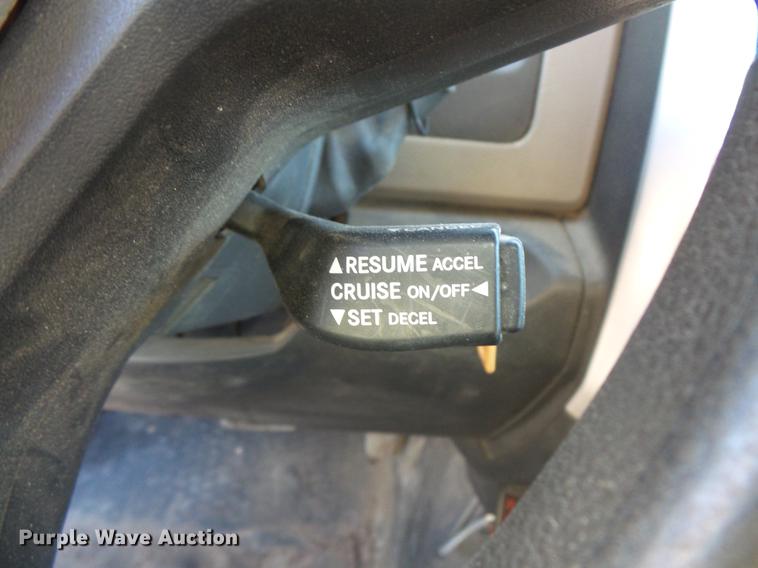 ▲RESUME ACCEL
CRUISE ON/OFF◄
▼SET DECEL
Purple Wave Auction